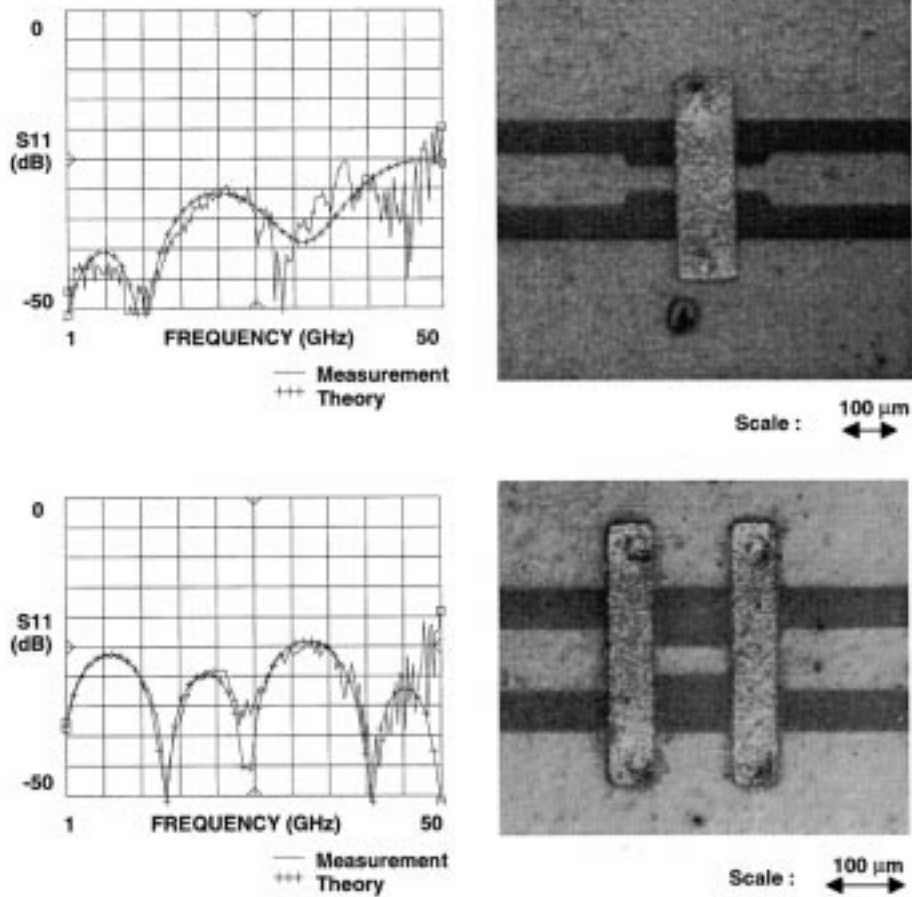 0
S11
(dB)
-50
1 FREQUENCY (GHz) 50
Measurement
Theory
Scale : 100 µm
0
S11
(dB)
-50
1 FREQUENCY (GHz) 50
Measurement
Theory
Scale : 100 µm